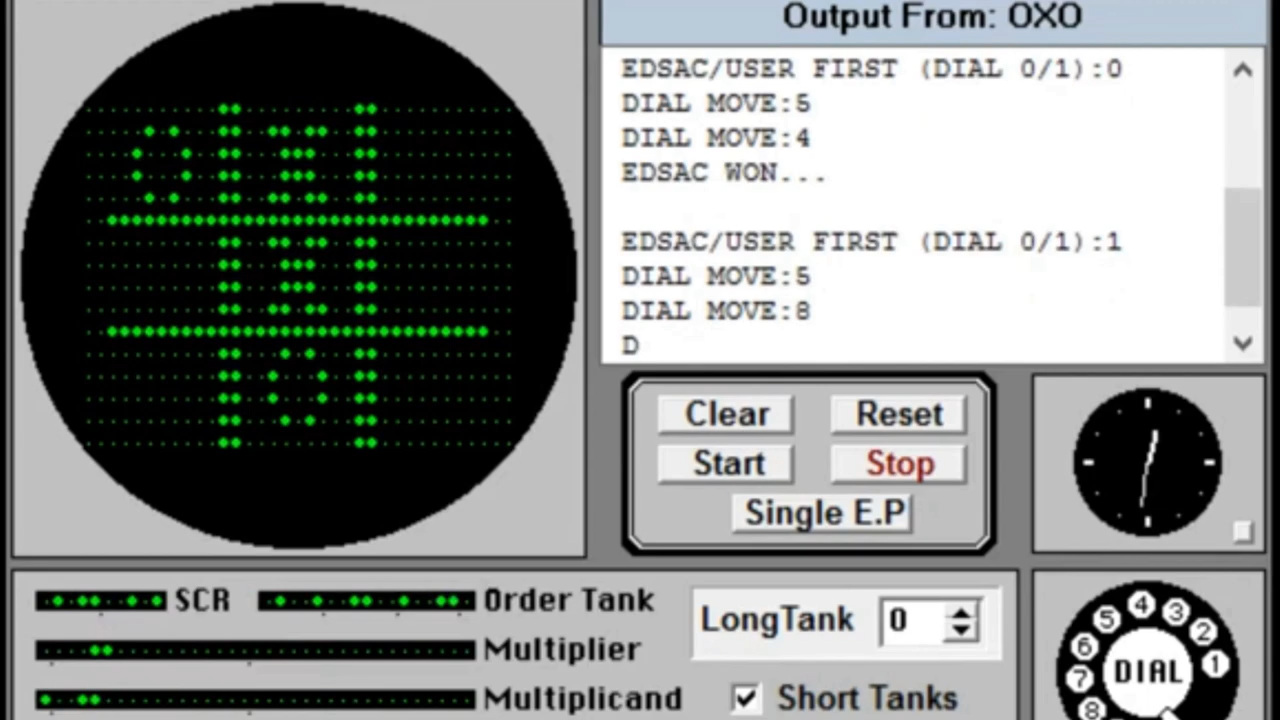 Output From: OXO
EDSAC/USER FIRST (DIAL 0/1):0
DIAL MOVE:5
DIAL MOVE:4
EDSAC WON...
EDSAC/USER FIRST (DIAL 0/1):1
DIAL MOVE:5
DIAL MOVE:8
D
Clear
Reset
Start
Stop
Single E.P
SCR
Order Tank
LongTank
0
Multiplier
Multiplicand
Short Tanks
1
2
3
4
5
6
7
8
DIAL